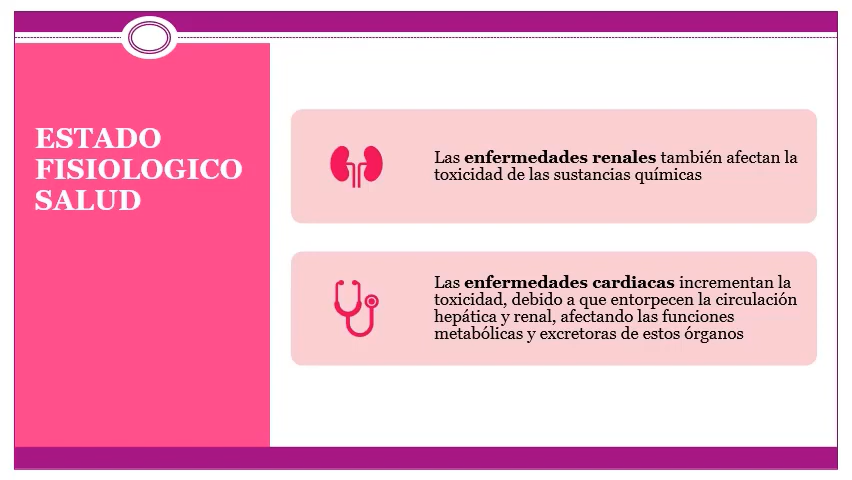 ESTADO
FISIOLOGICO
SALUD
Las enfermedades renales también afectan la
toxicidad de las sustancias químicas
Las enfermedades cardiacas incrementan la
toxicidad, debido a que entorpecen la circulación
hepática y renal, afectando las funciones
metabólicas y excretoras de estos órganos